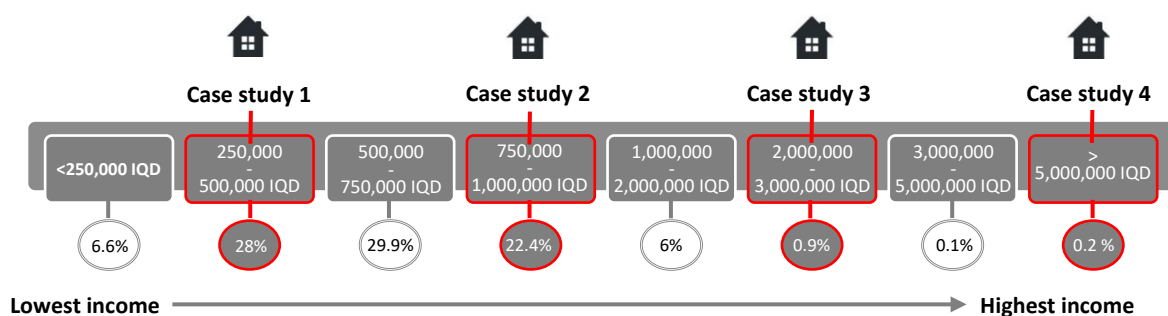 Case study 1
Case study 2
Case study 3
Case study 4
<250,000 IQD
250,000
-
500,000 IQD
500,000
-
750,000 IQD
750,000
-
1,000,000 IQD
1,000,000
-
2,000,000 IQD
2,000,000
-
3,000,000 IQD
3,000,000
-
5,000,000 IQD
>
5,000,000 IQD
6.6%
28%
29.9%
22.4%
6%
0.9%
0.1%
0.2 %
Lowest income
Highest income